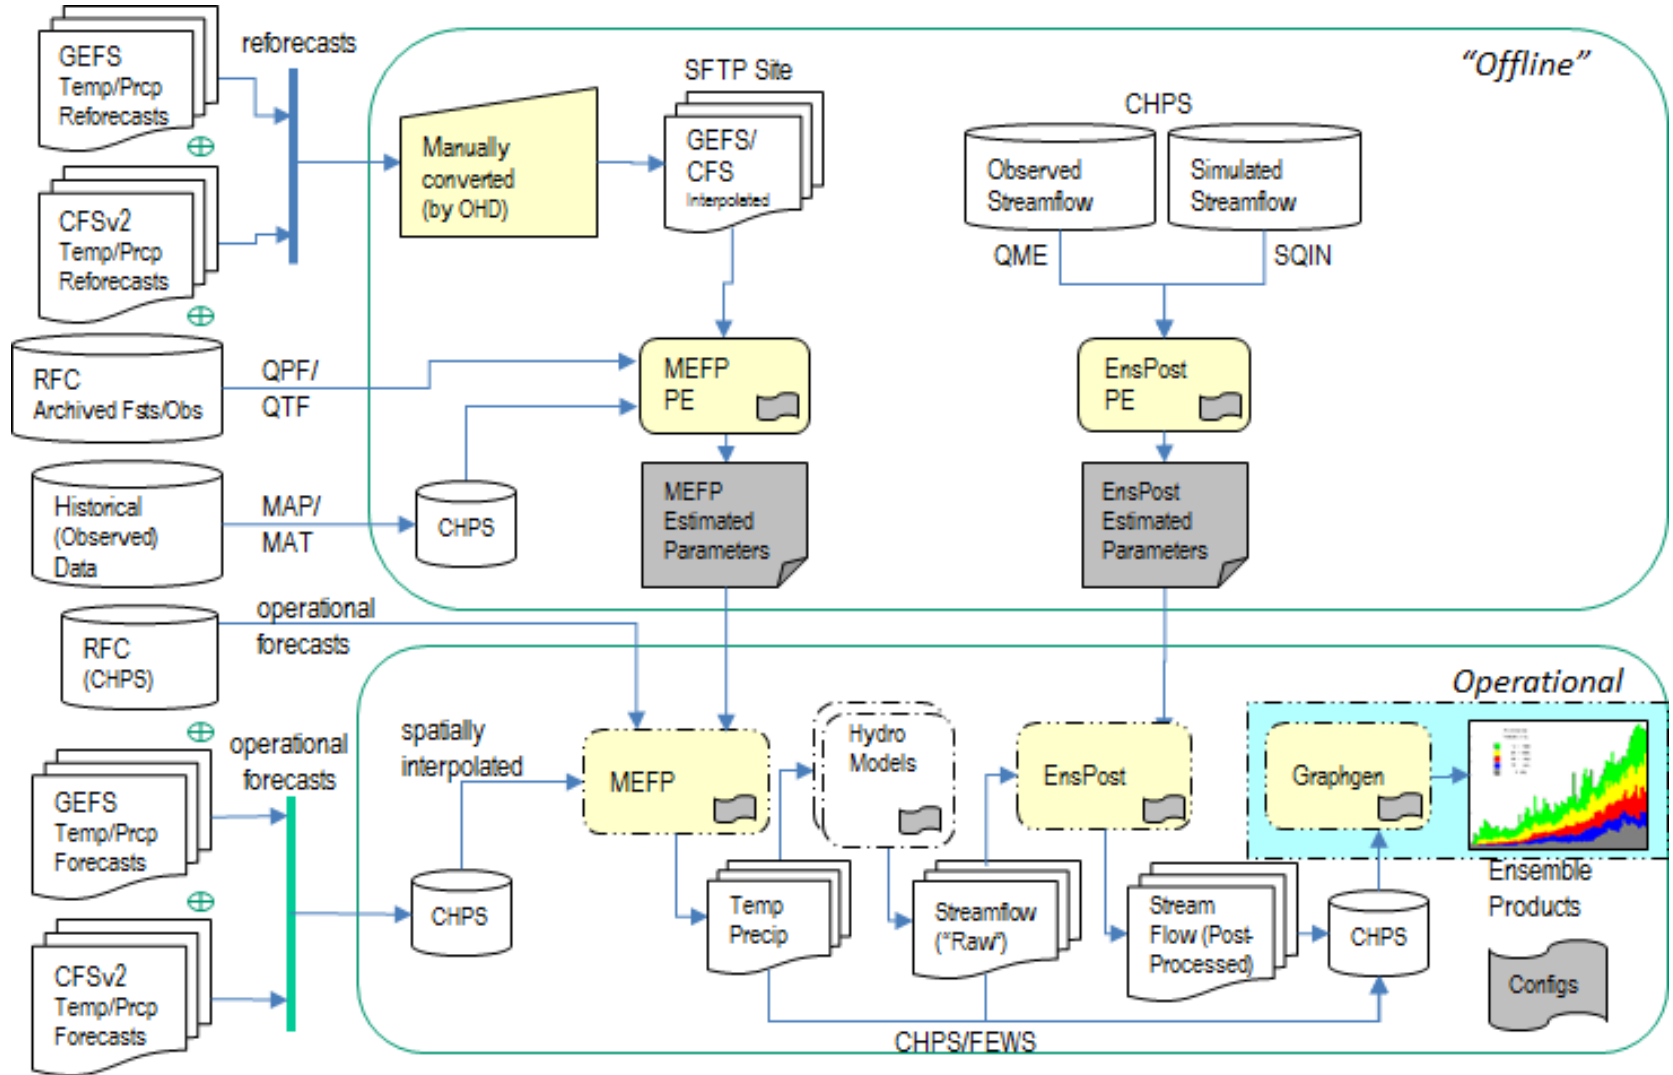 GEFS
Temp/Prcp
Reforecasts
reforecasts
CFSv2
Temp/Prcp
Reforecasts
"Offline"
Manually
converted
(by OHD)
SFTP Site
GEFS/
CFS
Interpolated
CHPS
Observed
Streamflow
Simulated
Streamflow
QME
SQIN
RFC
Archived Fsts/Obs
QPF/
QTF
MEFP
PE
EnsPost
PE
Historical
(Observed)
Data
MAP/
MAT
CHPS
MEFP
Estimated
Parameters
EnsPost
Estimated
Parameters
RFC
(CHPS)
operational
forecasts
Operational
GEFS
Temp/Prcp
Forecasts
operational
forecasts
CFSv2
Temp/Prcp
Forecasts
spatially
interpolated
CHPS
MEFP
Hydro
Models
EnsPost
Graphgen
Temp
Precip
Streamflow
("Raw")
Stream
Flow (Post-
Processed)
CHPS
Ensemble
Products
Configs
CHPS/FEWS